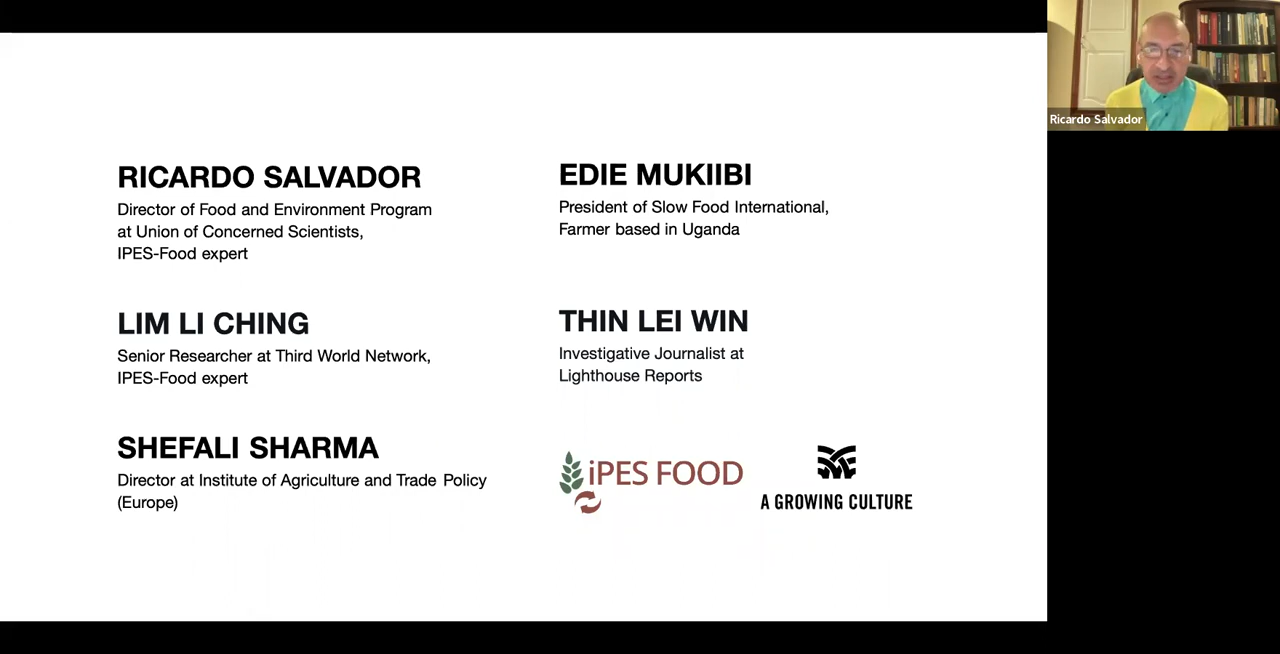 RICARDO SALVADOR
Director of Food and Environment Program
at Union of Concerned Scientists,
IPES-Food expert
LIM LI CHING
Senior Researcher at Third World Network,
IPES-Food expert
SHEFALI SHARMA
Director at Institute of Agriculture and Trade Policy
(Europe)
EDIE MUKIIBI
President of Slow Food International,
Farmer based in Uganda
THIN LEI WIN
Investigative Journalist at
Lighthouse Reports
iPES FOOD
A GROWING CULTURE
Ricardo Salvador